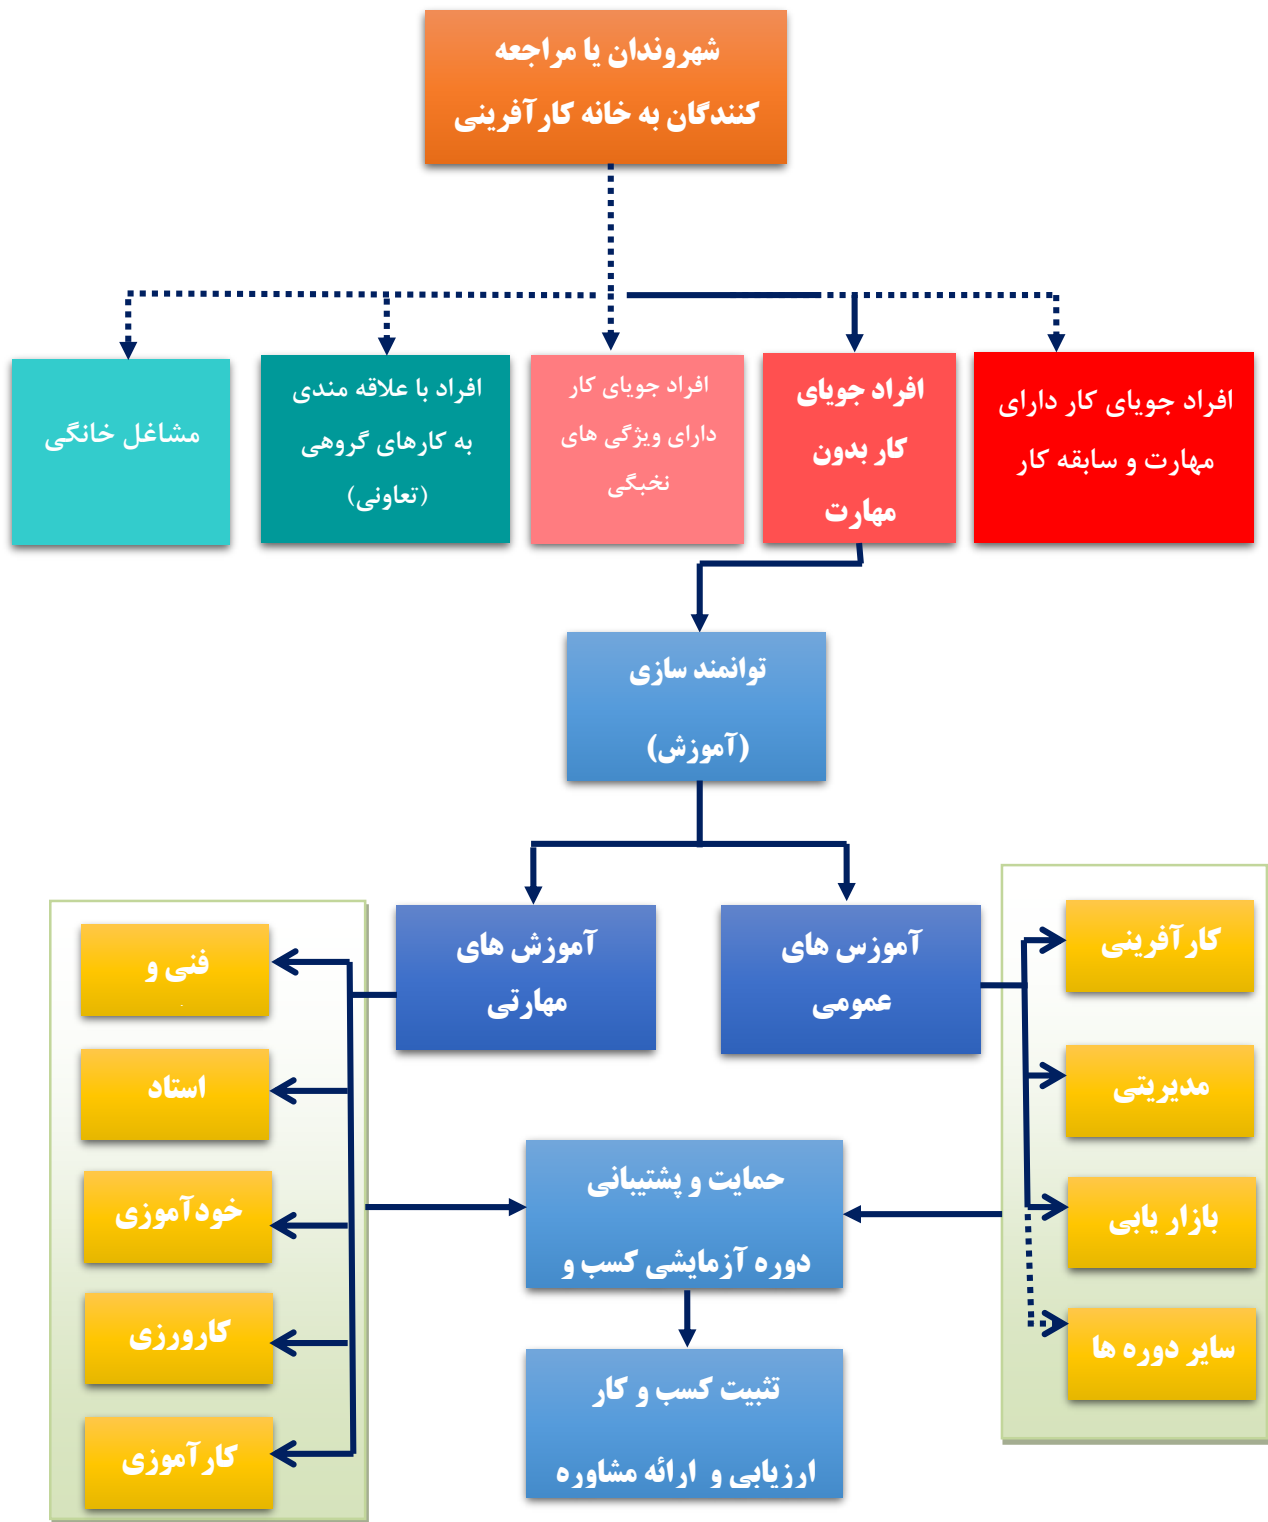 شهروندان یا مراجعه
کنندگان به خانه کارآفرینی
افراد جویای کار دارای
مهارت و سابقه کار
افراد جویای
کار بدون
مهارت
افراد جویای کار
دارای ویژگی های
نخبگی
افراد با علاقه مندی
به کارهای گروهی
(تعاونی)
مشاغل خانگی
توانمند سازی
(آموزش)
آموزس های
عمومی
آموزش های
مهارتی
کارآفرینی
مدیریتی
بازار یابی
سایر دوره ها
فنی و
استاد
خودآموزی
کارورزی
کارآموزی
حمایت و پشتیبانی
دوره آزمایشی کسب و
تثبیت کسب و کار
ارزیابی و ارائه مشاوره